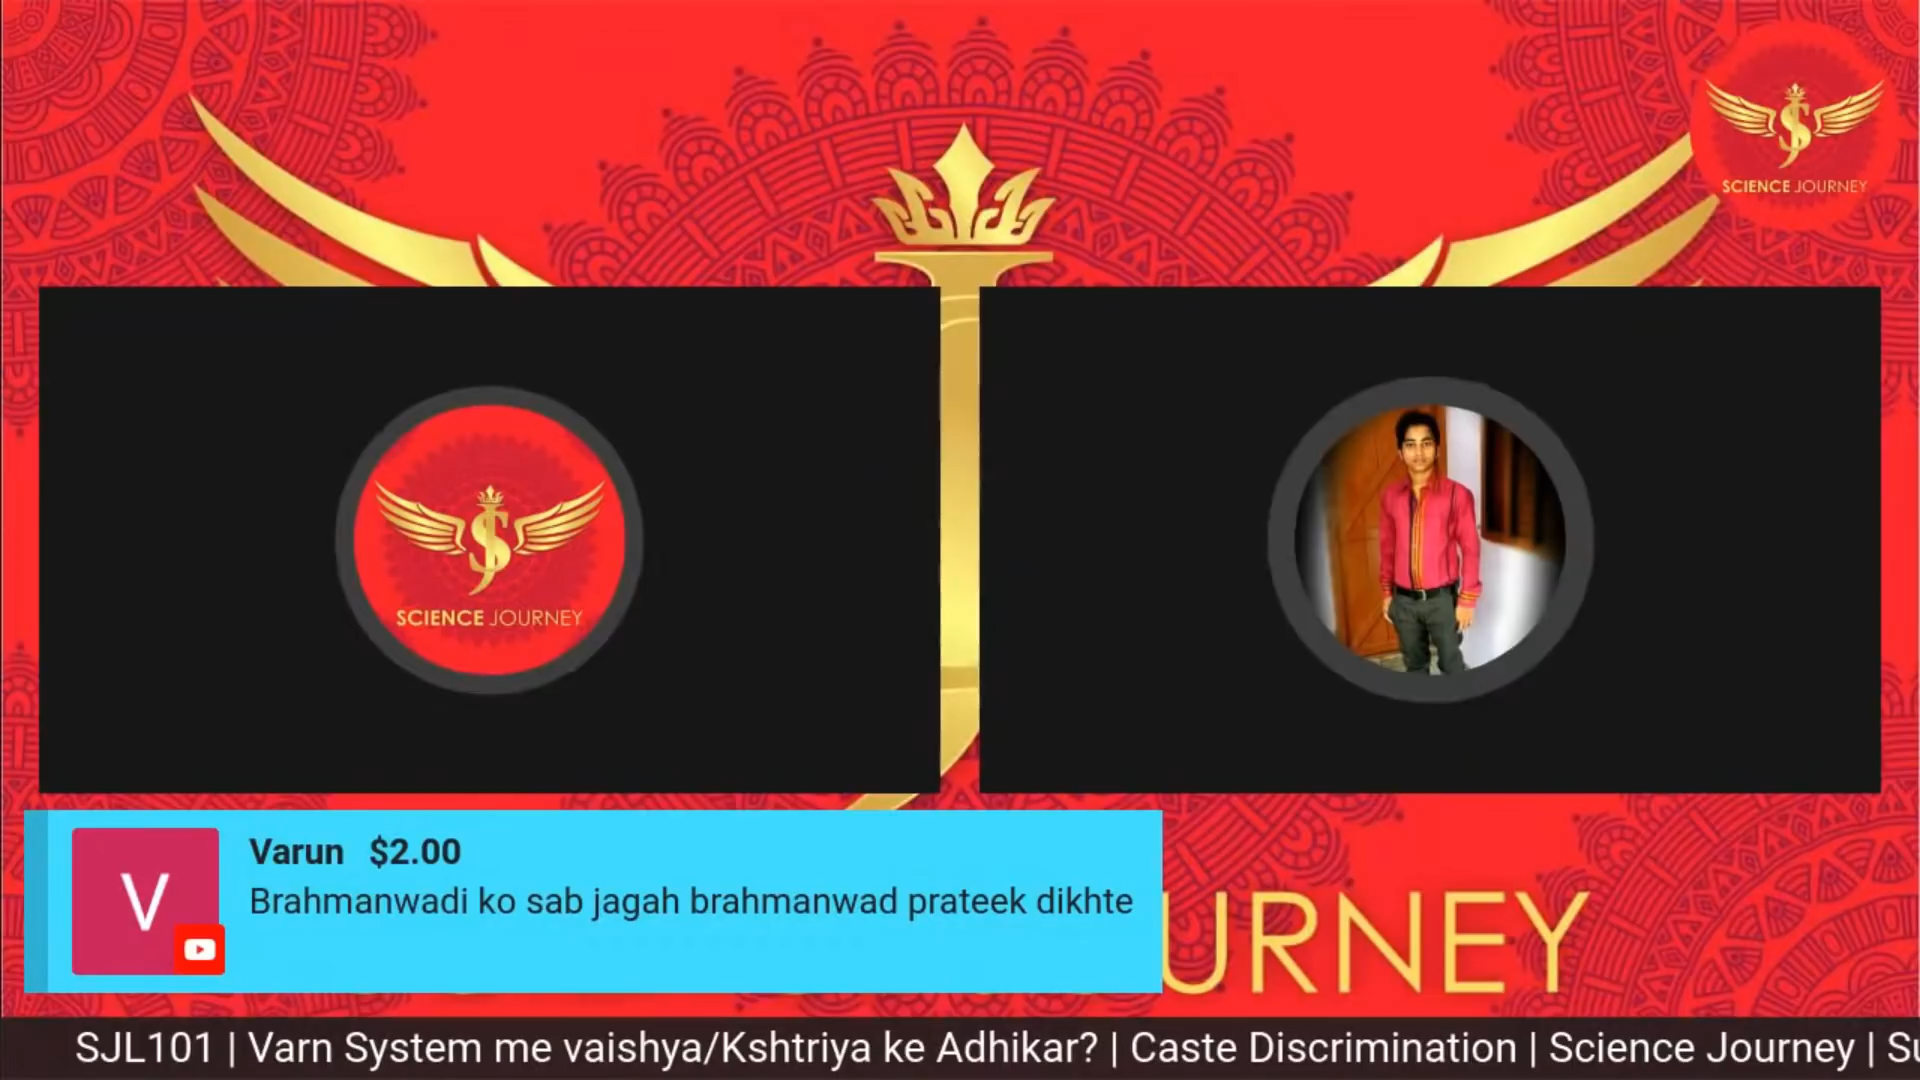 SCIENCE JOURNEY
SCIENCE JOURNEY
Varun $2.00
Brahmanwadi ko sab jagah brahmanwad prateek dikhte
V
URNEY
SJL101 | Varn System me vaishya/Kshtriya ke Adhikar? | Caste Discrimination | Science Journey |